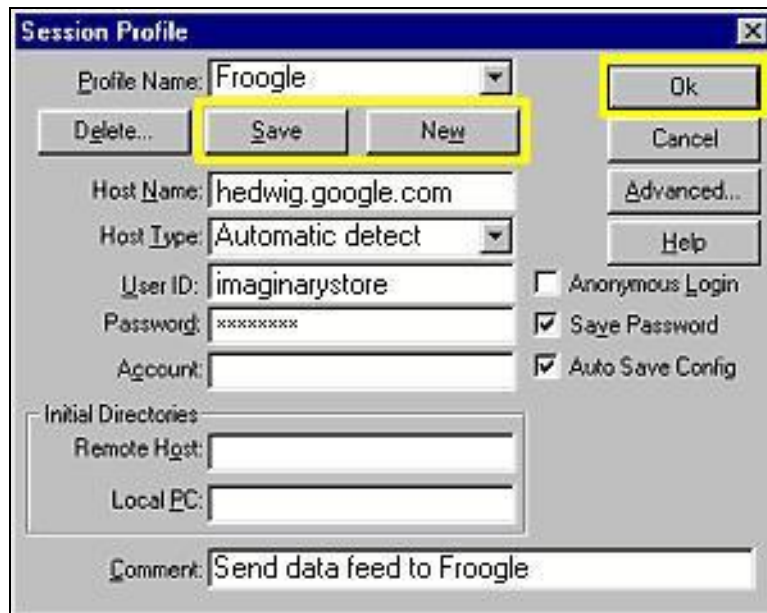 Session Profile
Profile Name: Froogle
Ok
Delete... Save New
Cancel
Host Name: hedwig.google.com
Advanced...
Host Type: Automatic detect
Help
User ID: imaginarystore
Anonymous Login
Password: xxxxxxxx
Save Password
Account:
Auto Save Config
Initial Directories
Remote Host:
Local PC:
Comment: Send data feed to Froogle